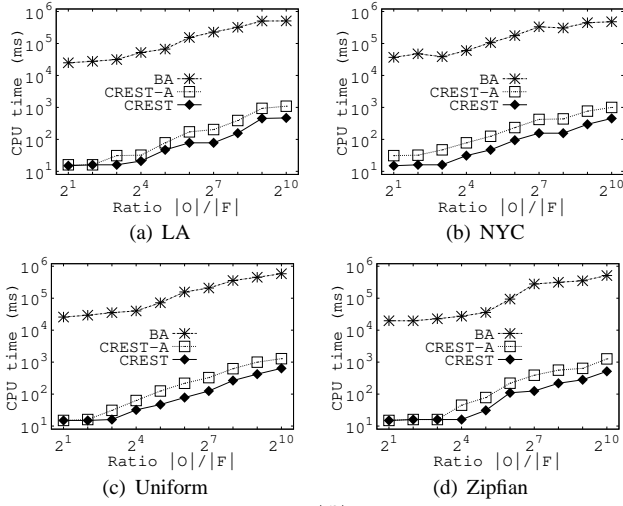 10^6
10^5
10^4
10^3
10^2
10^1
CPU time (ms)
BA
CREST-A
CREST
2^1 2^4 2^7 2^10
Ratio |O|/|F|
(a) LA
10^6
10^5
10^4
10^3
10^2
10^1
CPU time (ms)
BA
CREST-A
CREST
2^1 2^4 2^7 2^10
Ratio |O|/|F|
(b) NYC
10^6
10^5
10^4
10^3
10^2
10^1
CPU time (ms)
BA
CREST-A
CREST
2^1 2^4 2^7 2^10
Ratio |O|/|F|
(c) Uniform
10^6
10^5
10^4
10^3
10^2
10^1
CPU time (ms)
BA
CREST-A
CREST
2^1 2^4 2^7 2^10
Ratio |O|/|F|
(d) Zipfian